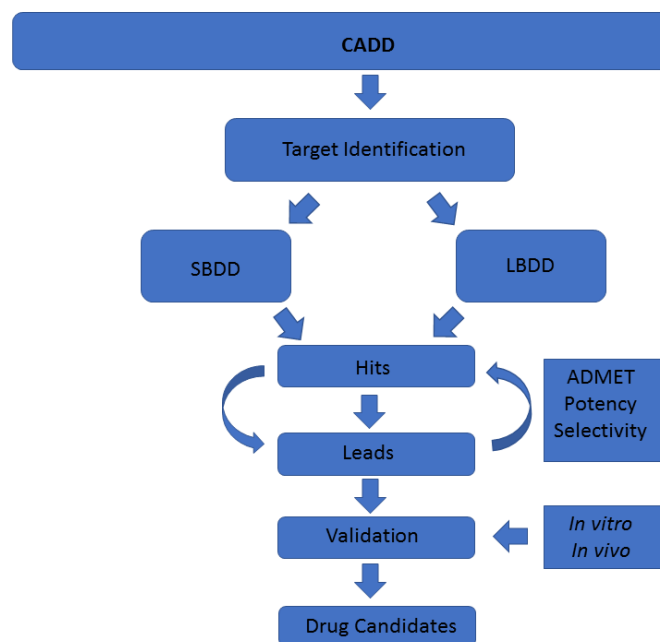 CADD
Target Identification
SBDD
LBDD
Hits
ADMET
Potency
Selectivity
Leads
Validation
In vitro
In vivo
Drug Candidates